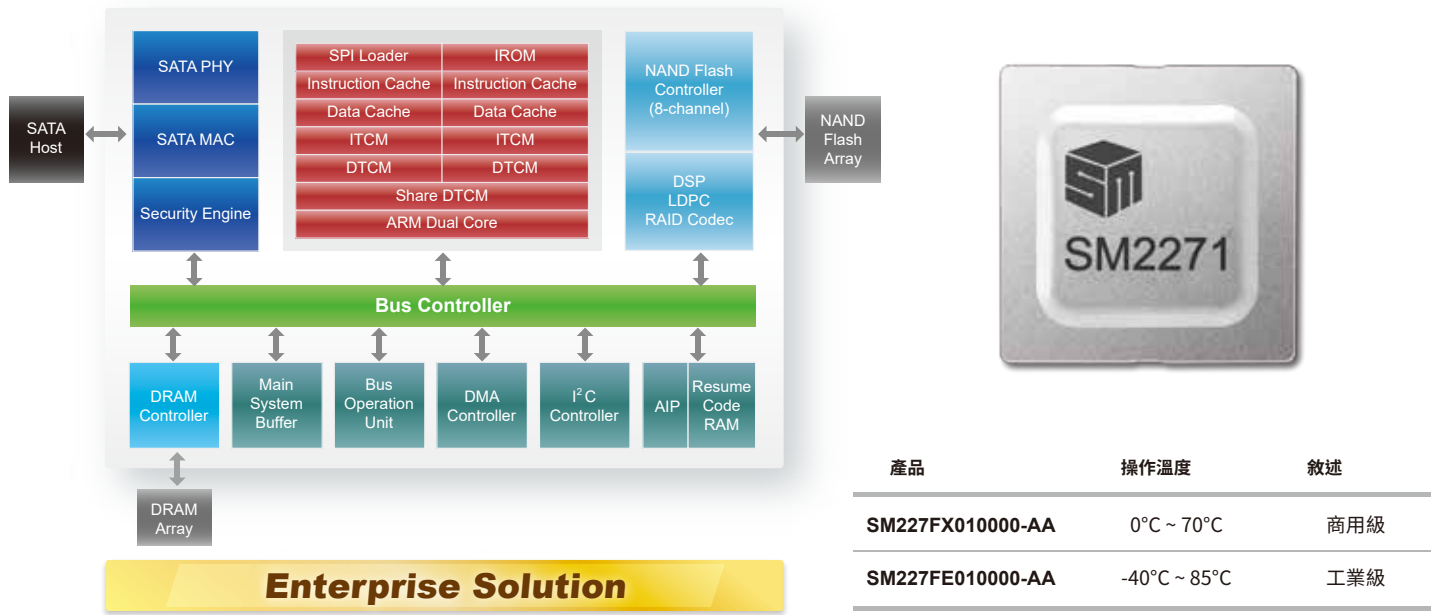 SATA
Host
SATA PHY
SATA MAC
Security Engine
SPI Loader
IROM
Instruction Cache
Instruction Cache
Data Cache
Data Cache
ITCM
ITCM
DTCM
DTCM
Share DTCM
ARM Dual Core
NAND Flash
Controller
(8-channel)
DSP
LDPC
RAID Codec
NAND
Flash
Array
Bus Controller
DRAM
Controller
Main
System
Buffer
Bus
Operation
Unit
DMA
Controller
I² C
Controller
AIP
Resume
Code
RAM
DRAM
Array
Enterprise Solution
SM
SM2271
產品 操作溫度 敘述
SM227FX010000-AA 0°C ~ 70°C 商用級
SM227FE010000-AA -40°C ~ 85°C 工業級